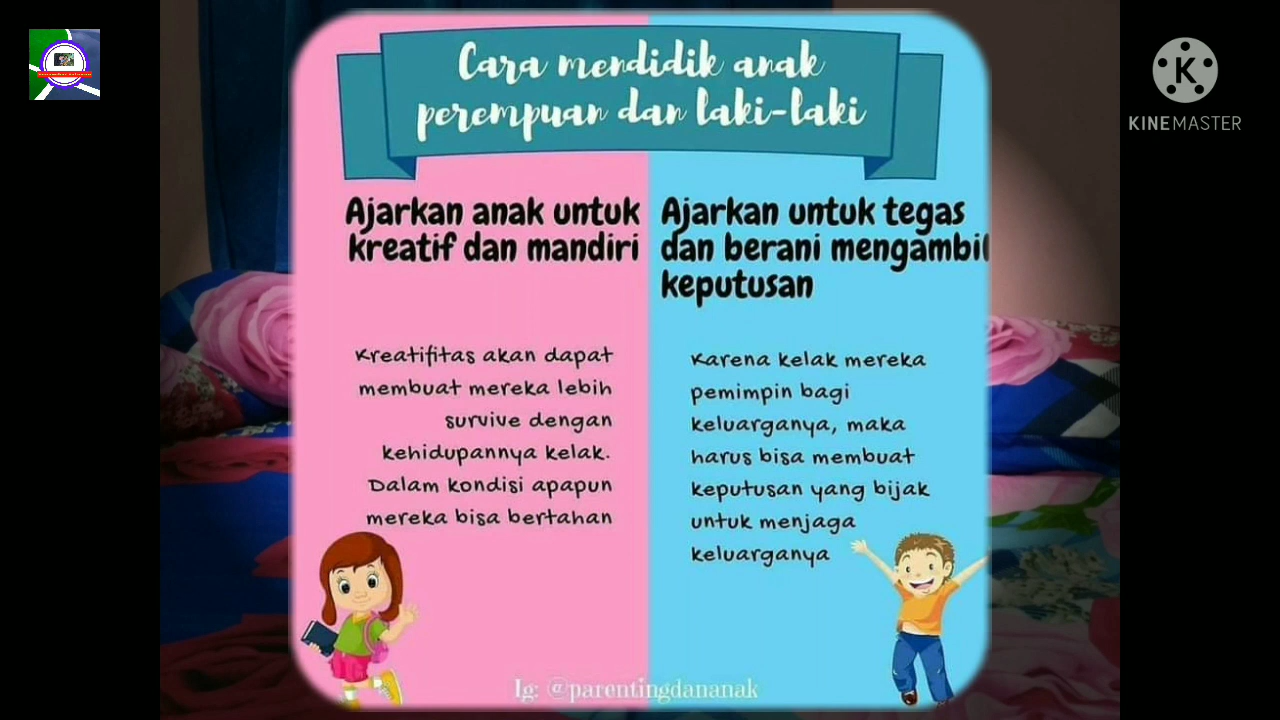 Cara mendidik anak
perempuan dan laki-laki
Ajarkan anak untuk
kreatif dan mandiri
Kreatifitas akan dapat
membuat mereka lebih
survive dengan
kehidupannya kelak.
Dalam kondisi apapun
mereka bisa bertahan
Ajarkan untuk tegas
dan berani mengambil
keputusan
Karena kelak mereka
pemimpin bagi
keluarganya, maka
harus bisa membuat
keputusan yang bijak
untuk menjaga
keluarganya
Ig: @parentingdananak
KINEMASTER